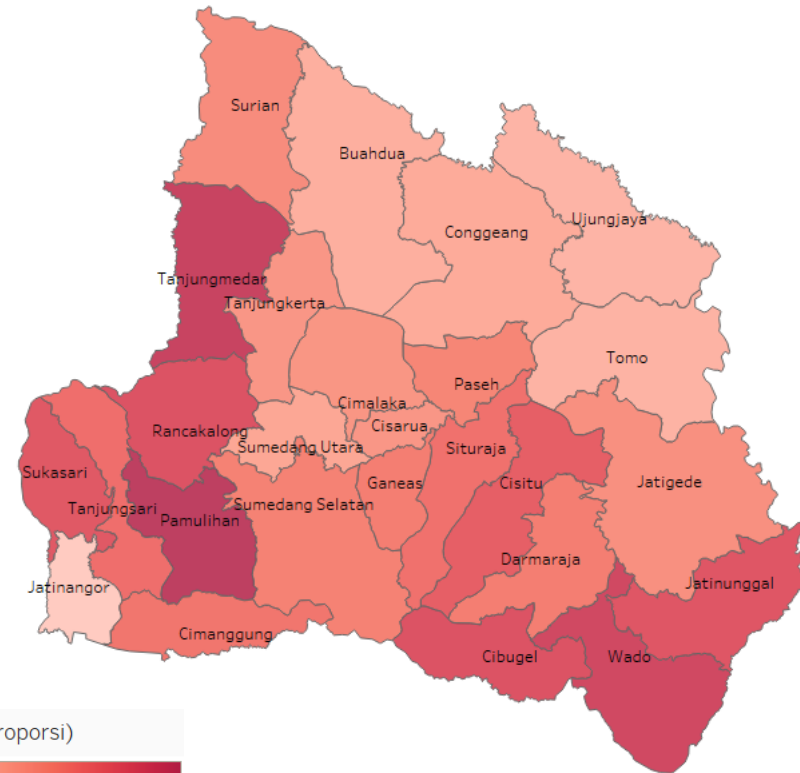 Surian
Buahdua
Ujungjaya
Conggeang
Tanjungmedar
Tanjungkerta
Tomo
Paseh
Cimalaka
Cisarua
Rancakalong
Sumedang Utara
Situraja
Sukasari
Ganeas
Cisitu
Jatigede
Tanjungsari
Sumedang Selatan
Pamulihan
Darmaraja
Jatinangor
Jatinunggal
Cimanggung
Cibugel
Wado
roporsi)